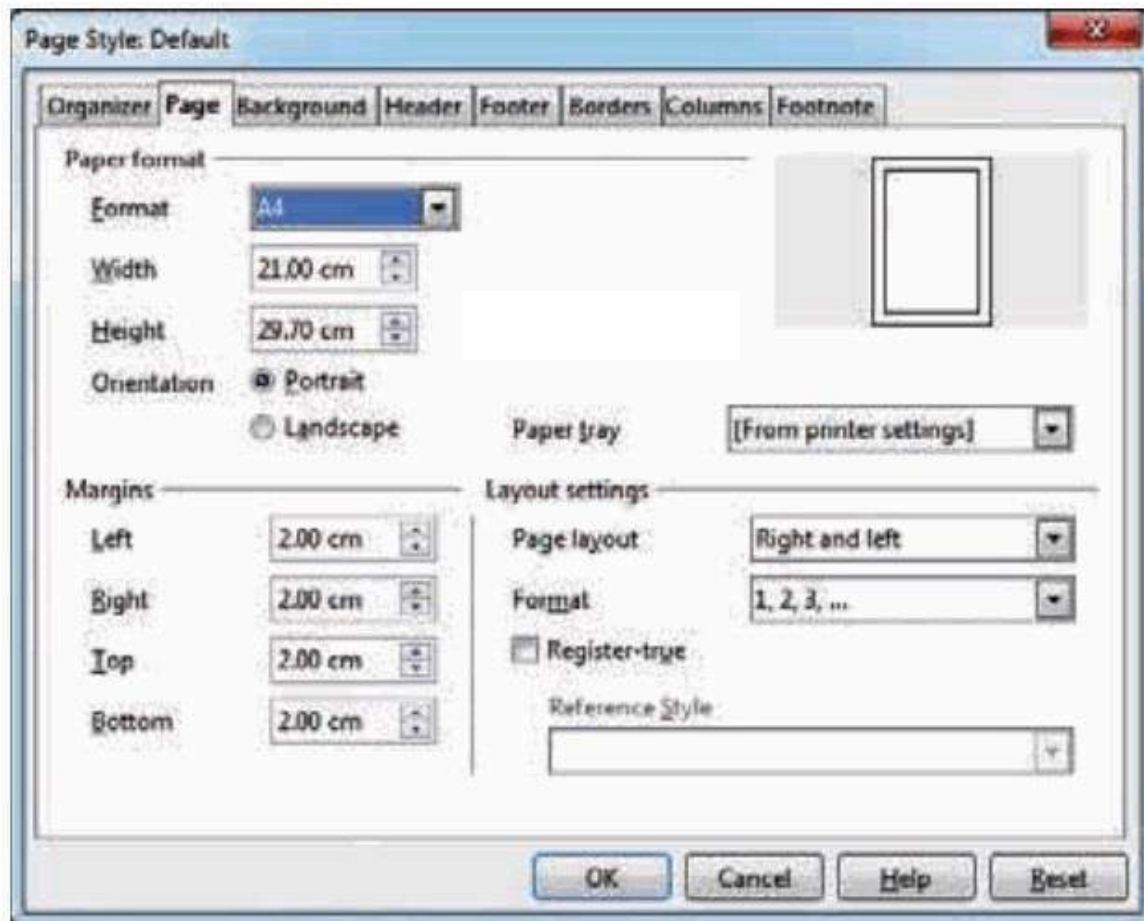 Page Style: Default
Organizer Page Background Header Footer Borders Columns Footnote
Paper format
Format A4
Width 21.00 cm
Height 29.70 cm
Orientation Portrait
Landscape
Paper tray [From printer settings]
Margins
Left 2.00 cm
Right 2.00 cm
Top 2.00 cm
Bottom 2.00 cm
Layout settings
Page layout Right and left
Format 1, 2, 3, ...
Register-true
Reference Style
OK Cancel Help Reset